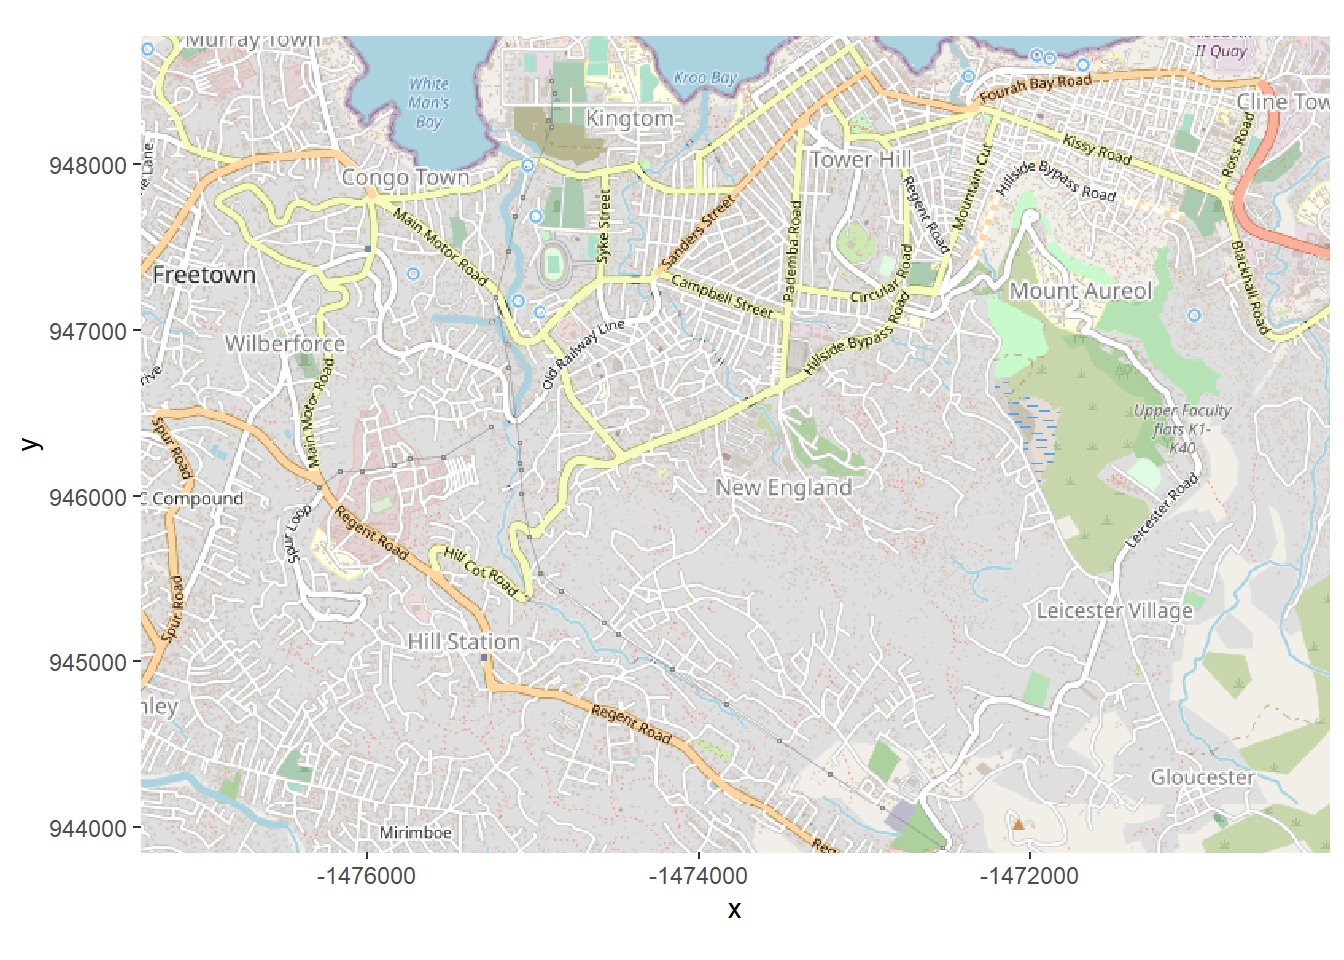 Murray Town
II Quay
Kroo Bay
White
Man's
Bay
Fourah Bay Road
Cline Tow
Kingtom
948000
Lane
Tower Hill
Kissy Road
Ross Road
Congo Town
Hillside Bypass Road
Mountain Cut
Regent Road
Main Motor Road
Syke Street
Sanders Street
Pademba Road
Freetown
Circular Road
Blackhall Road
Campbell Street
Mount Aureol
947000
Wilberforce
Old Railway Line
Hillside Bypass Road
rive
Main Motor Road
Upper Faculty
flats K1-
K40
Spur Road
946000
C Compound
New England
Spur Loop
Regent Road
Leicester Road
Hill Cot Road
Spur Road
Leicester Village
Hill Station
945000
nley
Regent Road
Gloucester
944000
Mirimboe
Reg
-1476000
-1474000
-1472000
x
y